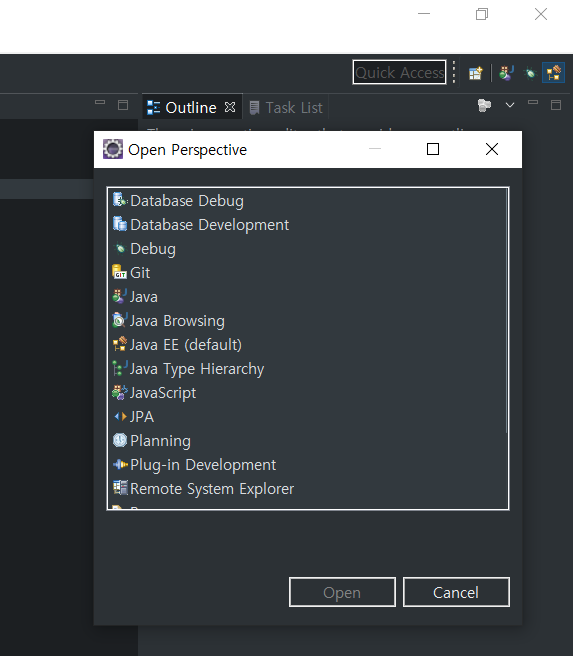 Quick Access
Outline
Task List
Open Perspective
Database Debug
Database Development
Debug
Git
Java
Java Browsing
Java EE (default)
Java Type Hierarchy
JavaScript
JPA
Planning
Plug-in Development
Remote System Explorer
Open
Cancel